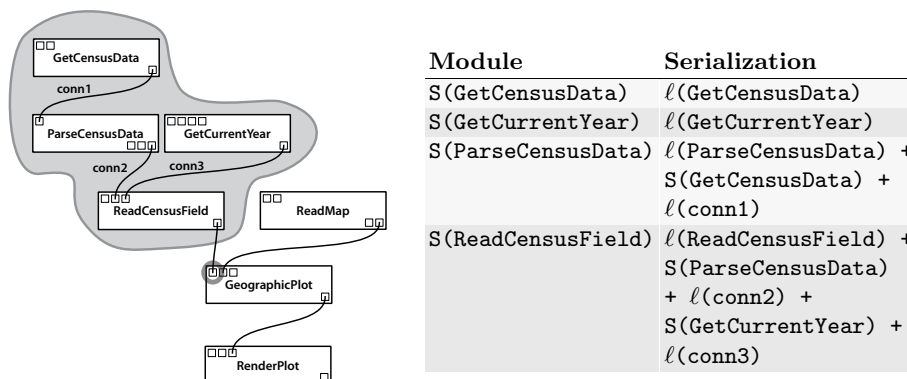 GetCensusData
conn1
ParseCensusData
GetCurrentYear
conn2
conn3
ReadCensusField
ReadMap
GeographicPlot
RenderPlot
Module Serialization
S(GetCensusData) ℓ(GetCensusData)
S(GetCurrentYear) ℓ(GetCurrentYear)
S(ParseCensusData) ℓ(ParseCensusData) +
S(GetCensusData) +
ℓ(conn1)
S(ReadCensusField) ℓ(ReadCensusField) +
S(ParseCensusData)
+ ℓ(conn2) +
S(GetCurrentYear) +
ℓ(conn3)